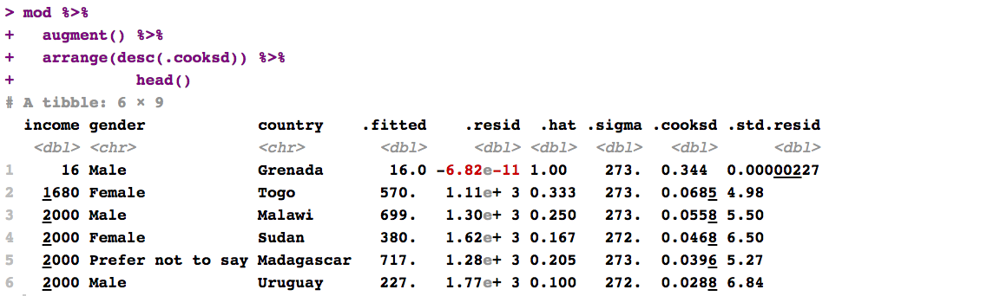 > mod %>%
+   augment() %>%
+   arrange(desc(.cooksd)) %>%
+             head()
# A tibble: 6 × 9
  income gender            country    .fitted    .resid  .hat .sigma .cooksd .std.resid
   <dbl> <chr>             <chr>        <dbl>     <dbl> <dbl>  <dbl>   <dbl>      <dbl>
1     16 Male              Grenada       16.0 -6.82e-11 1.00    273.  0.344  0.00000227
2   1680 Female            Togo         570.   1.11e+ 3 0.333   273.  0.0685 4.98
3   2000 Male              Malawi       699.   1.30e+ 3 0.250   273.  0.0558 5.50
4   2000 Female            Sudan        380.   1.62e+ 3 0.167   272.  0.0468 6.50
5   2000 Prefer not to say Madagascar   717.   1.28e+ 3 0.205   273.  0.0396 5.27
6   2000 Male              Uruguay      227.   1.77e+ 3 0.100   272.  0.0288 6.84